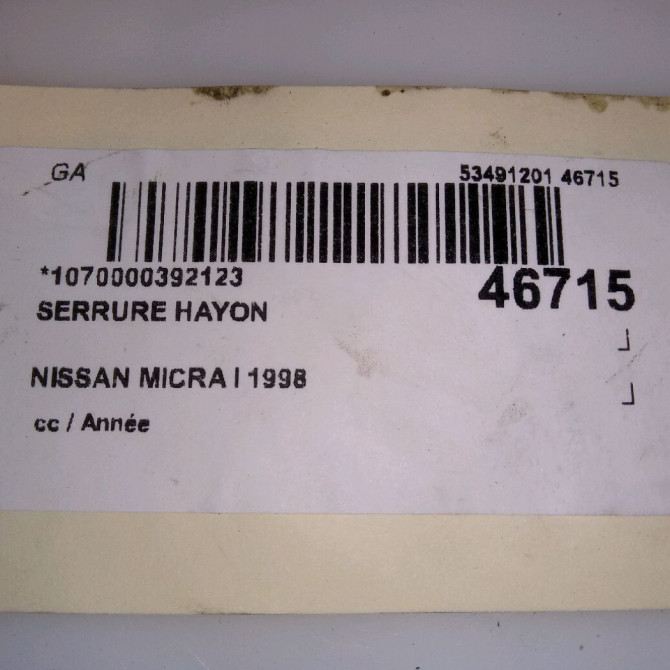 GA
53491201 46715
*1070000392123
46715
SERRURE HAYON
NISSAN MICRA I 1998
cc / Année